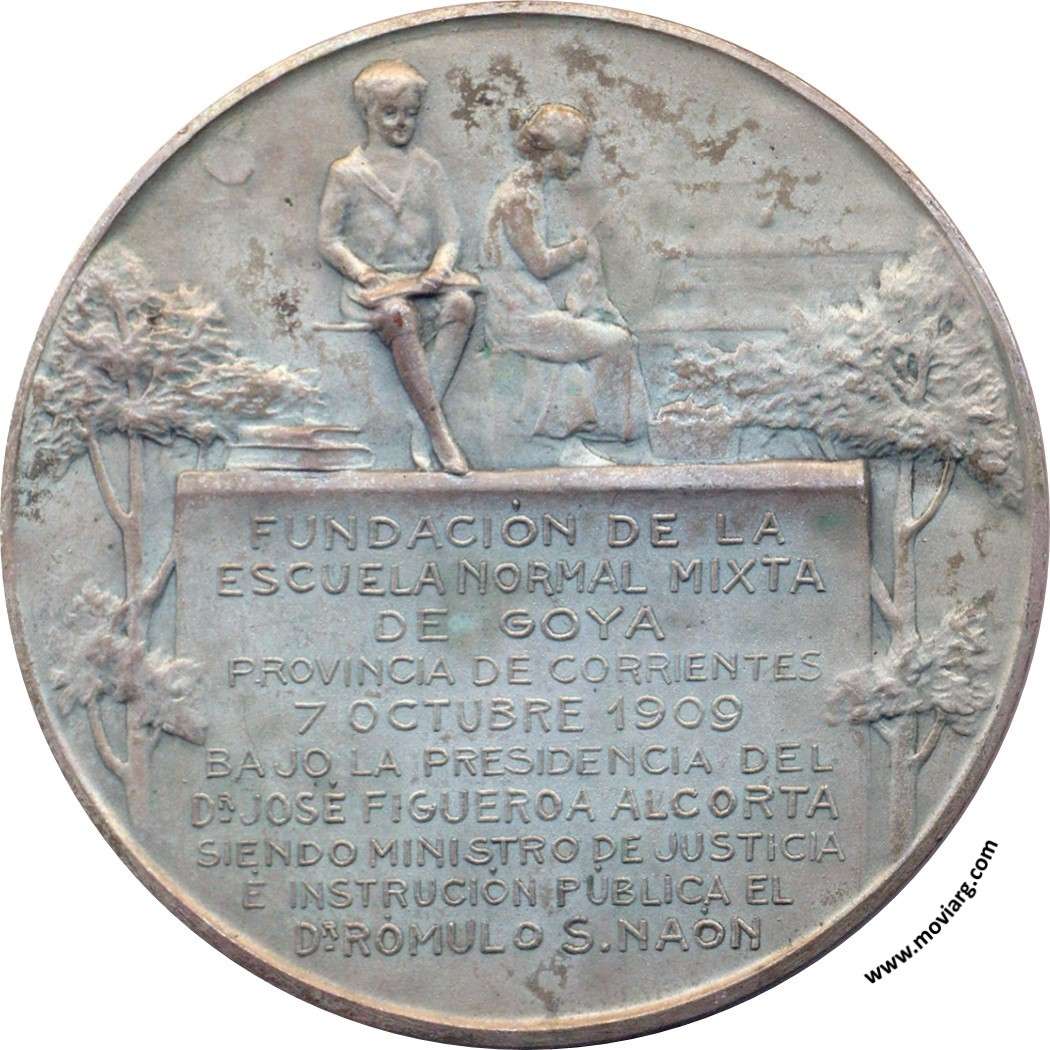 FUNDACIÓN DE LA
ESCUELA NORMAL MIXTA
DE GOYA
PROVINCIA DE CORRIENTES
7 OCTUBRE 1909
BAJO LA PRESIDENCIA DEL
Dr JOSÉ FIGUEROA ALCORTA
SIENDO MINISTRO DE JUSTICIA
É INSTRUCIÓN PÚBLICA EL
Dr RÓMULO S. NAÓN
www.moviarg.com